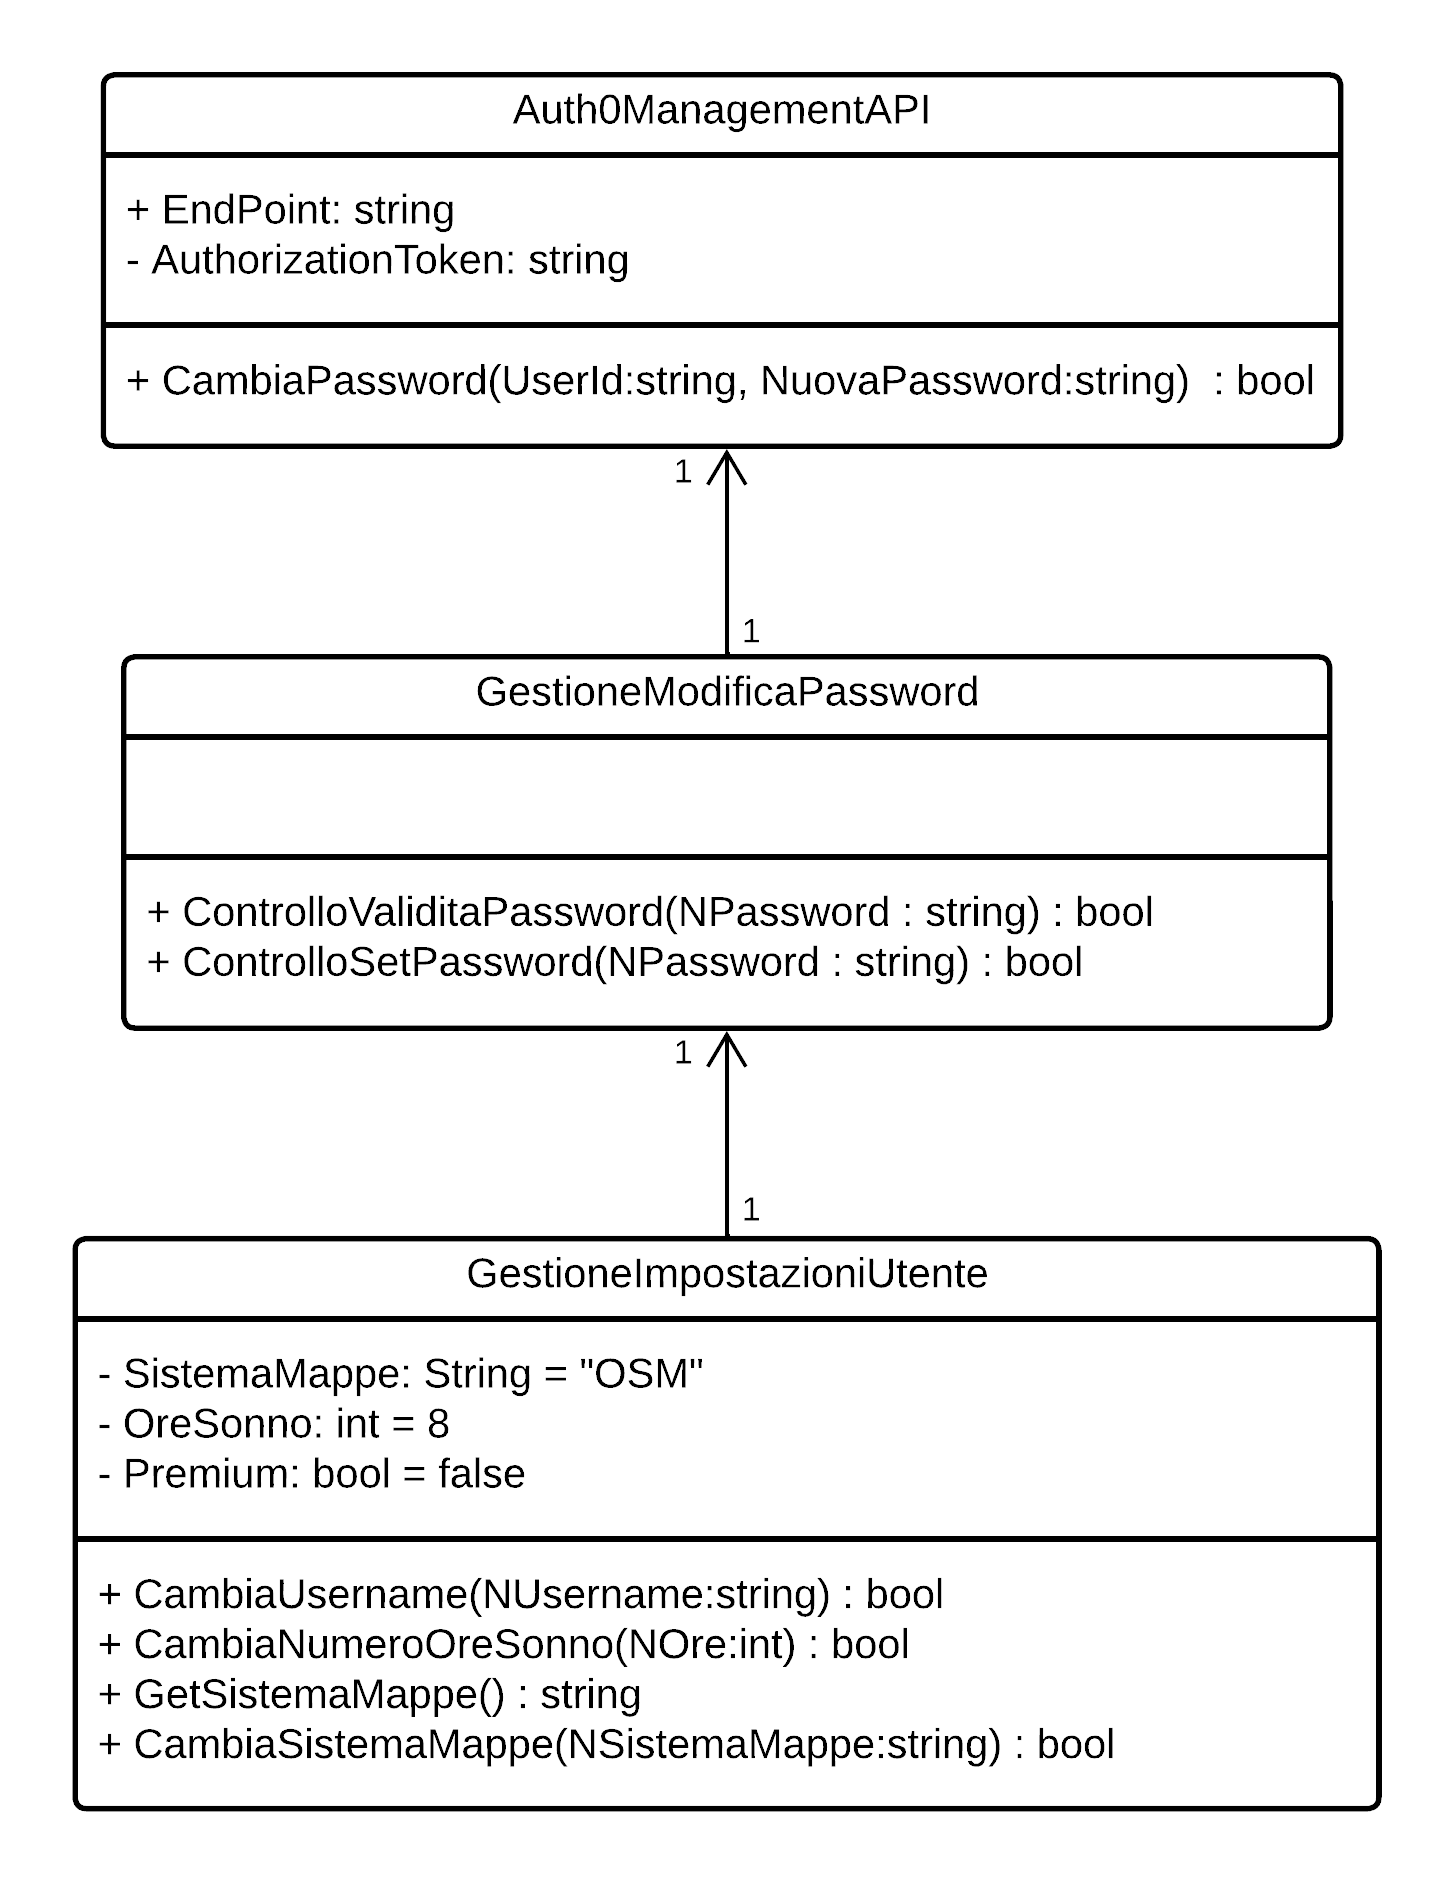 Auth0ManagementAPI
+ EndPoint: string
- AuthorizationToken: string
+ CambiaPassword(UserId:string, NuovaPassword:string)  : bool
1
1
GestioneModificaPassword
+ ControlloValiditaPassword(NPassword : string) : bool
+ ControlloSetPassword(NPassword : string) : bool
1
1
GestioneImpostazioniUtente
- SistemaMappe: String = "OSM"
- OreSonno: int = 8
- Premium: bool = false
+ CambiaUsername(NUsername:string) : bool
+ CambiaNumeroOreSonno(NOre:int) : bool
+ GetSistemaMappe() : string
+ CambiaSistemaMappe(NSistemaMappe:string) : bool